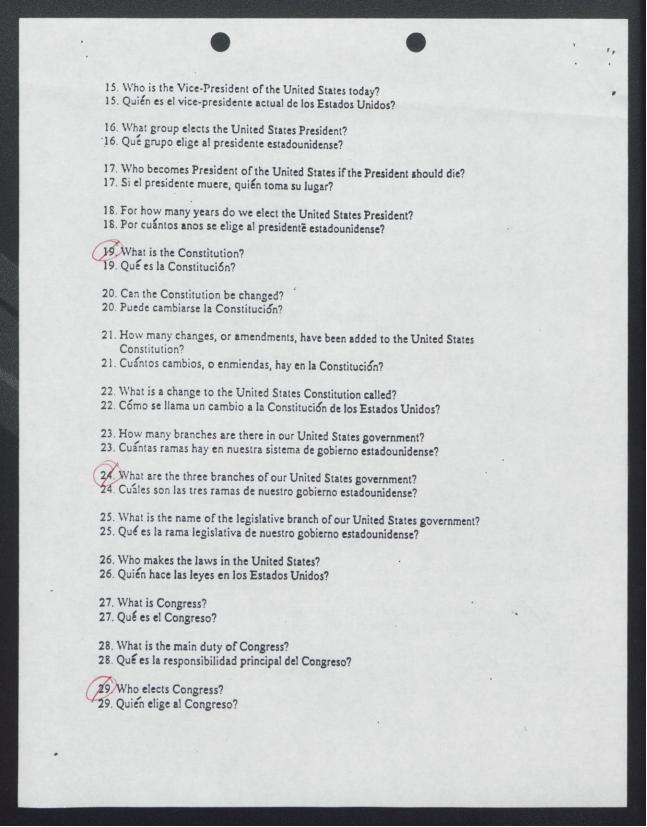 15. Who is the Vice-President of the United States today?
15. Quién es el vice-presidente actual de los Estados Unidos?
16. What group elects the United States President?
16. Qué grupo elige al presidente estadounidense?
17. Who becomes President of the United States if the President should die?
17. Si el presidente muere, quién toma su lugar?
18. For how many years do we elect the United States President?
18. Por cuántos anos se elige al presidente estadounidense?
19. What is the Constitution?
19. Qué es la Constitución?
20. Can the Constitution be changed?
20. Puede cambiarse la Constitución?
21. How many changes, or amendments, have been added to the United States
Constitution?
21. Cuántos cambios, o enmiendas, hay en la Constitución?
22. What is a change to the United States Constitution called?
22. Cómo se llama un cambio a la Constitución de los Estados Unidos?
23. How many branches are there in our United States government?
23. Cuántas ramas hay en nuestra sistema de gobierno estadounidense?
24. What are the three branches of our United States government?
24. Cuáles son las tres ramas de nuestro gobierno estadounidense?
25. What is the name of the legislative branch of our United States government?
25. Qué es la rama legislativa de nuestro gobierno estadounidense?
26. Who makes the laws in the United States?
26. Quién hace las leyes en los Estados Unidos?
27. What is Congress?
27. Qué es el Congreso?
28. What is the main duty of Congress?
28. Qué es la responsibilidad principal del Congreso?
29. Who elects Congress?
29. Quién elige al Congreso?